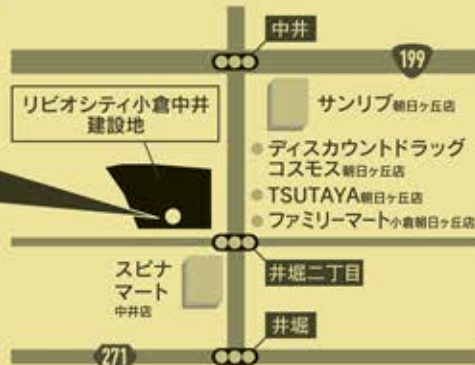 中井
199
リビオシティ小倉中井
建設地
サンリブ朝日ヶ丘店
ディスカウントドラッグ
コスモス朝日ヶ丘店
TSUTAYA朝日ヶ丘店
ファミリーマート小倉朝日ヶ丘店
スピナ
マート
中井店
井堀二丁目
井堀
271